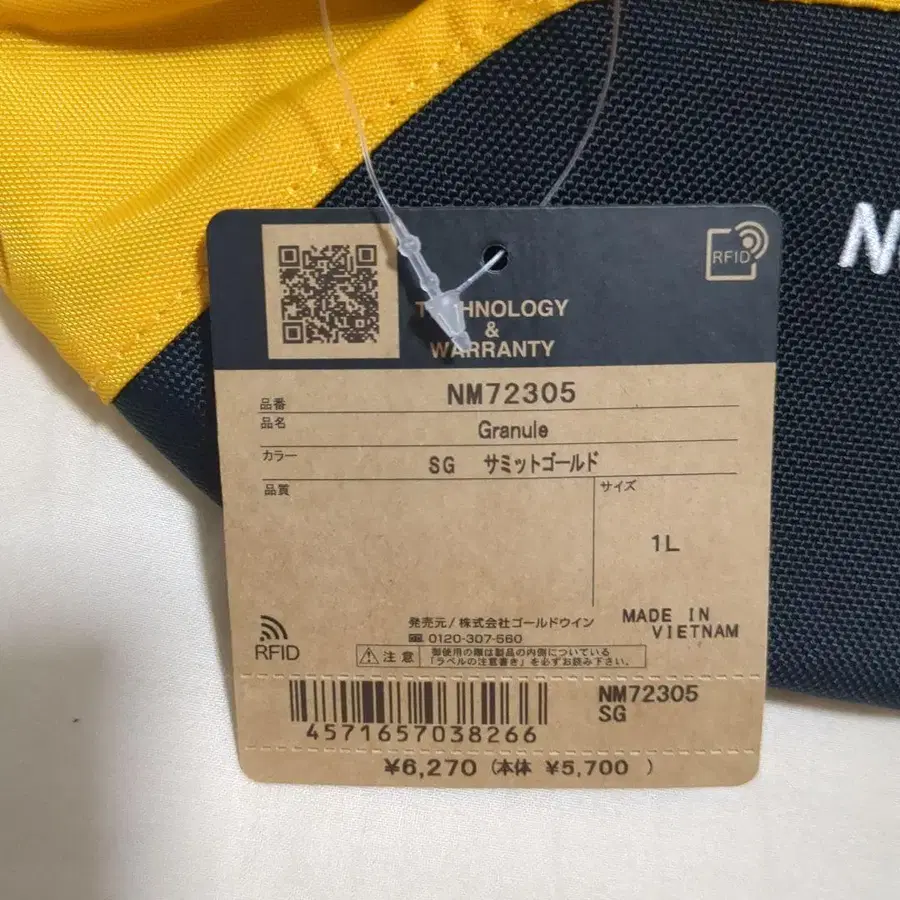 RFID
TECHNOLOGY
&
WARRANTY
N
品番 NM72305
品名 Granule
カラー SG サミットゴールド
品質
サイズ
1L
発売元/株式会社ゴールドウイン
0120-307-560
MADE IN
VIETNAM
RFID
注意
御使用の際は製品の内側についている
「ラベルの注意書き」を必ずお読み下さい。
4571657038266
NM72305
SG
¥6,270 (本体 ¥5,700 )